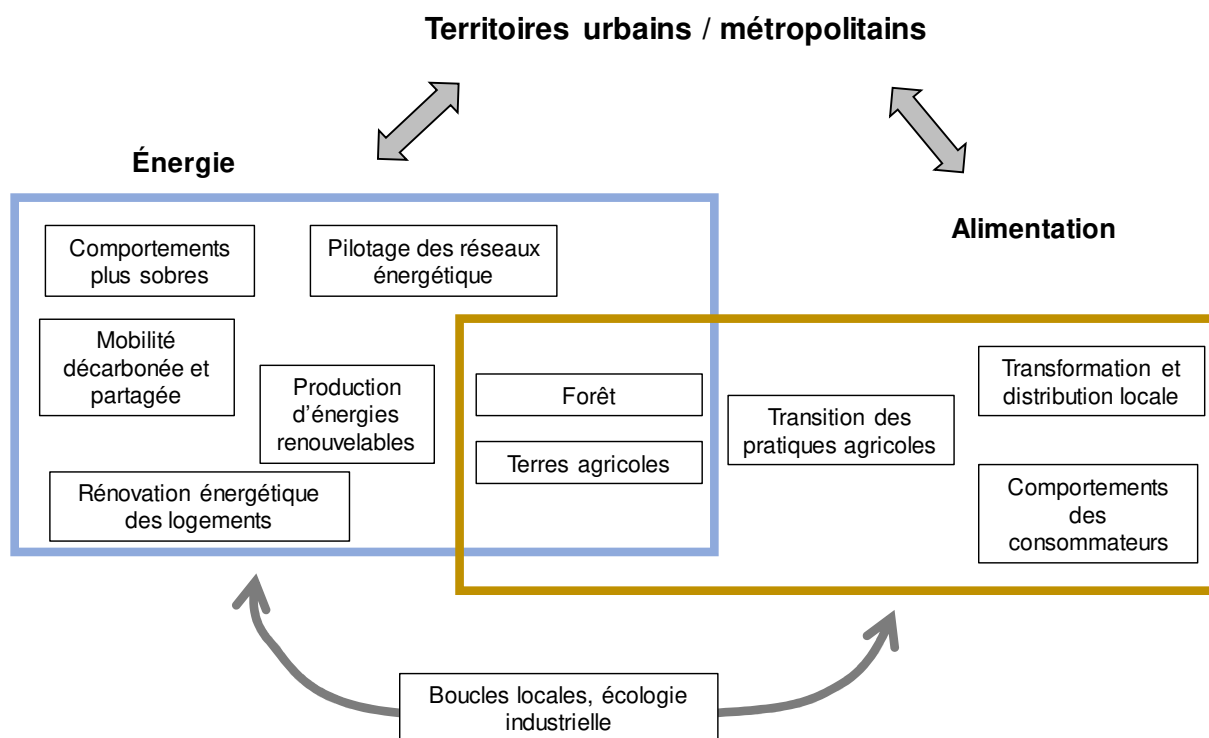 Territoires urbains / métropolitains
Énergie
Alimentation
Comportements
plus sobres
Pilotage des réseaux
énergétique
Mobilité
décarbonée et
partagée
Production
d'énergies
renouvelables
Rénovation énergétique
des logements
Forêt
Terres agricoles
Transition des
pratiques agricoles
Transformation et
distribution locale
Comportements
des
consommateurs
Boucles locales, écologie
industrielle